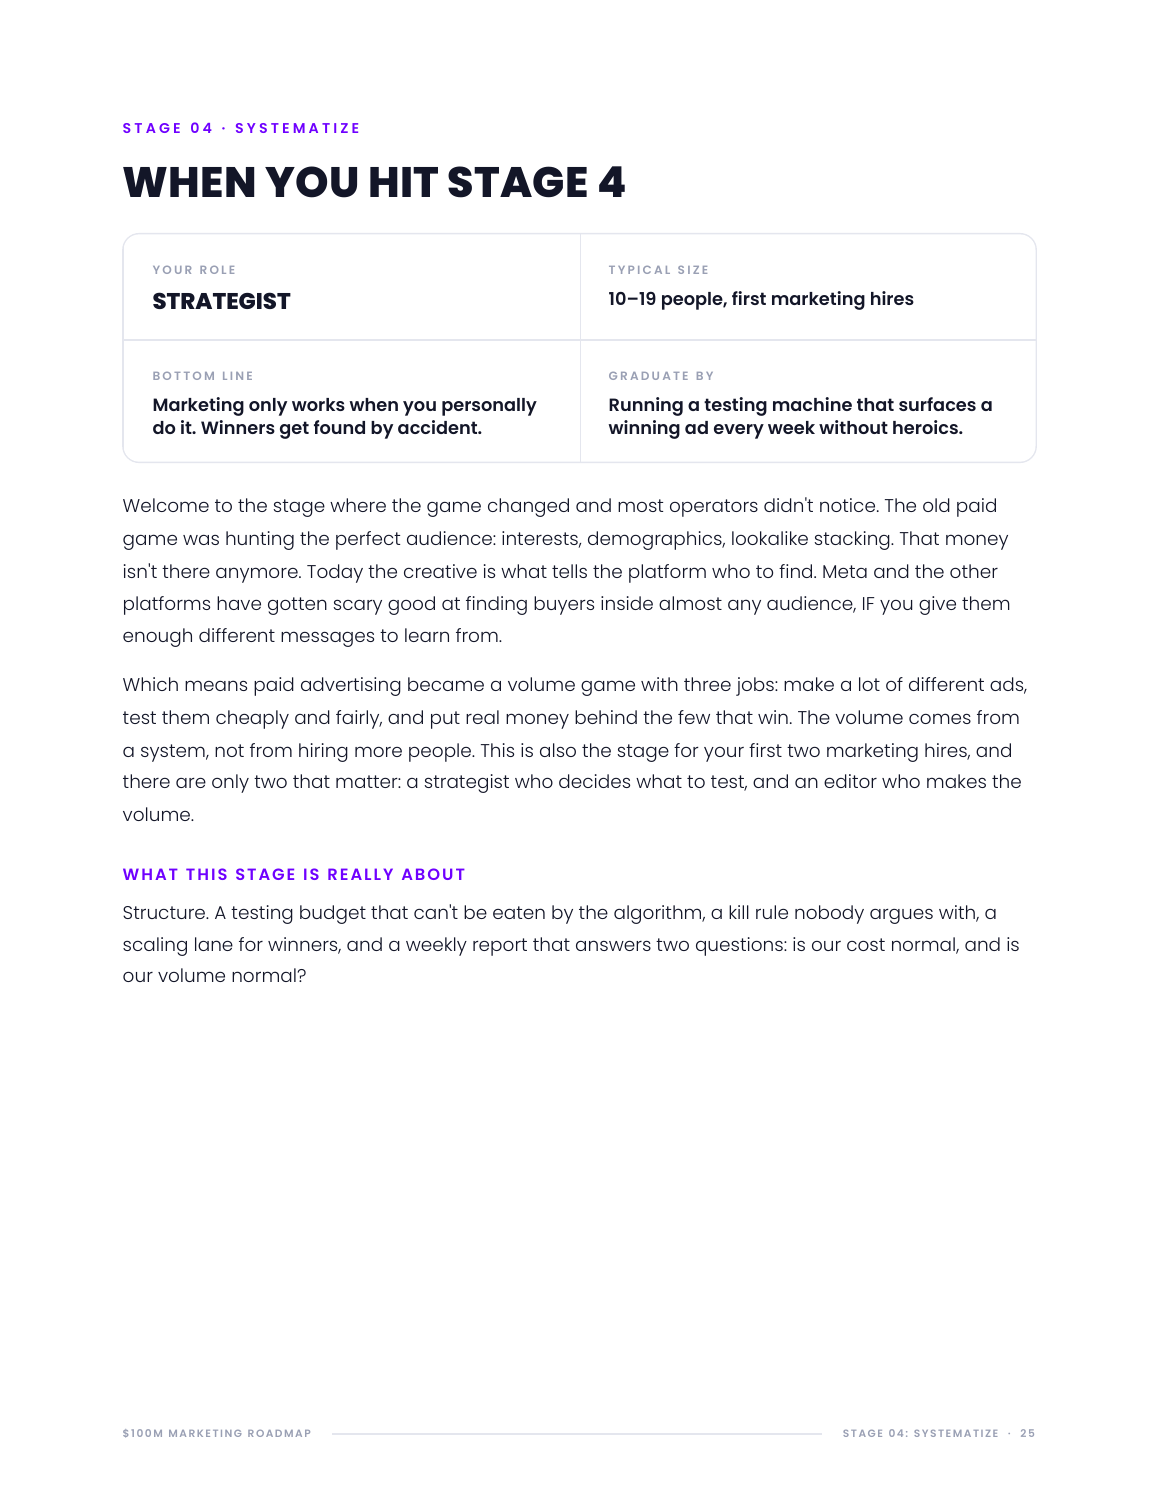 STAGE 04 · SYSTEMATIZE
WHEN YOU HIT STAGE 4
YOUR ROLE
STRATEGIST
TYPICAL SIZE
10–19 people, first marketing hires
BOTTOM LINE
Marketing only works when you personally
do it. Winners get found by accident.
GRADUATE BY
Running a testing machine that surfaces a
winning ad every week without heroics.
Welcome to the stage where the game changed and most operators didn't notice. The old paid
game was hunting the perfect audience: interests, demographics, lookalike stacking. That money
isn't there anymore. Today the creative is what tells the platform who to find. Meta and the other
platforms have gotten scary good at finding buyers inside almost any audience, IF you give them
enough different messages to learn from.
Which means paid advertising became a volume game with three jobs: make a lot of different ads,
test them cheaply and fairly, and put real money behind the few that win. The volume comes from
a system, not from hiring more people. This is also the stage for your first two marketing hires, and
there are only two that matter: a strategist who decides what to test, and an editor who makes the
volume.
WHAT THIS STAGE IS REALLY ABOUT
Structure. A testing budget that can't be eaten by the algorithm, a kill rule nobody argues with, a
scaling lane for winners, and a weekly report that answers two questions: is our cost normal, and is
our volume normal?
$100M MARKETING ROADMAP
STAGE 04: SYSTEMATIZE · 25